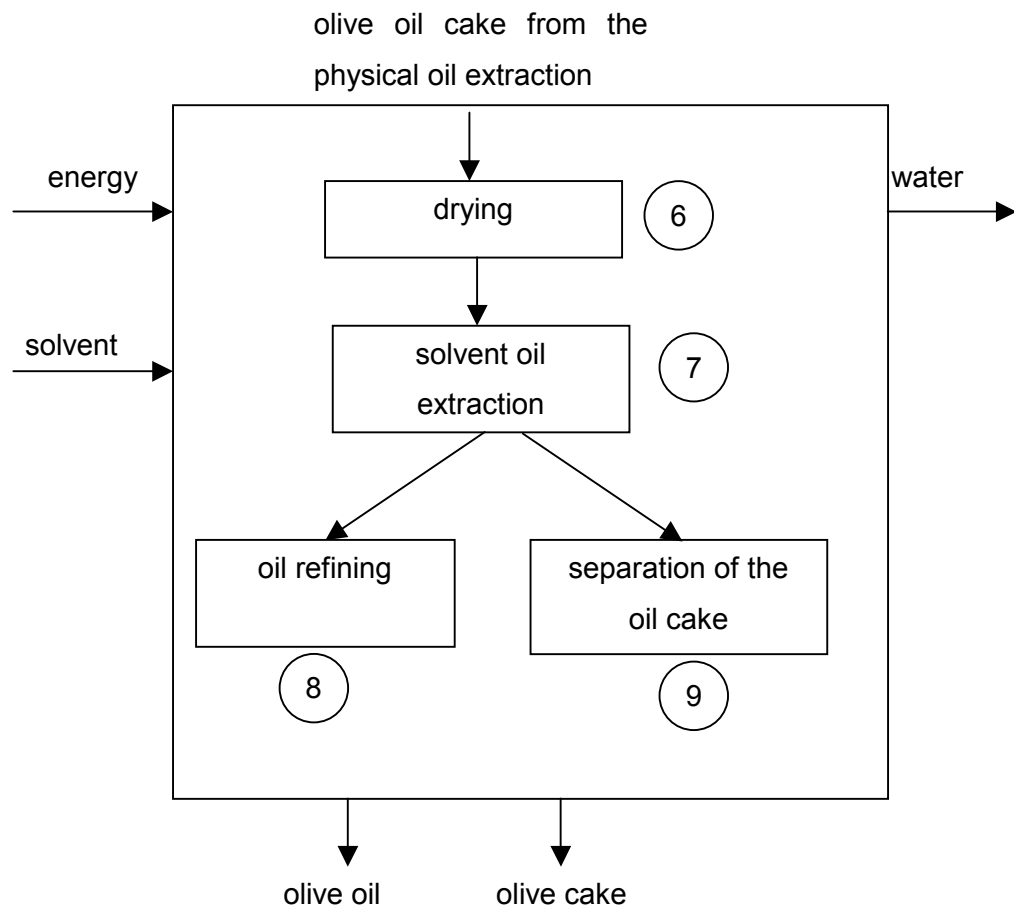 olive oil cake from the
physical oil extraction
energy
water
drying
6
solvent
solvent oil
extraction
7
oil refining
separation of the
oil cake
8
9
olive oil
olive cake